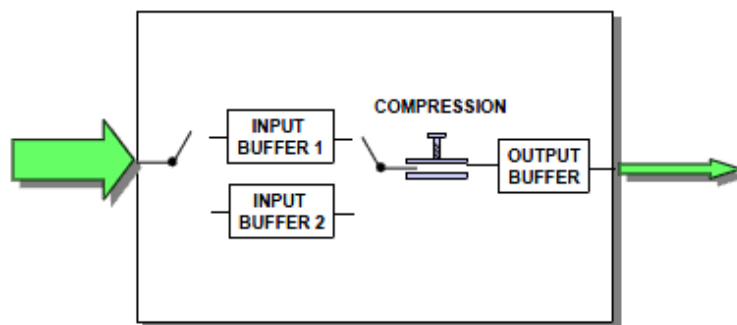 COMPRESSION
INPUT
BUFFER 1
OUTPUT
BUFFER
INPUT
BUFFER 2